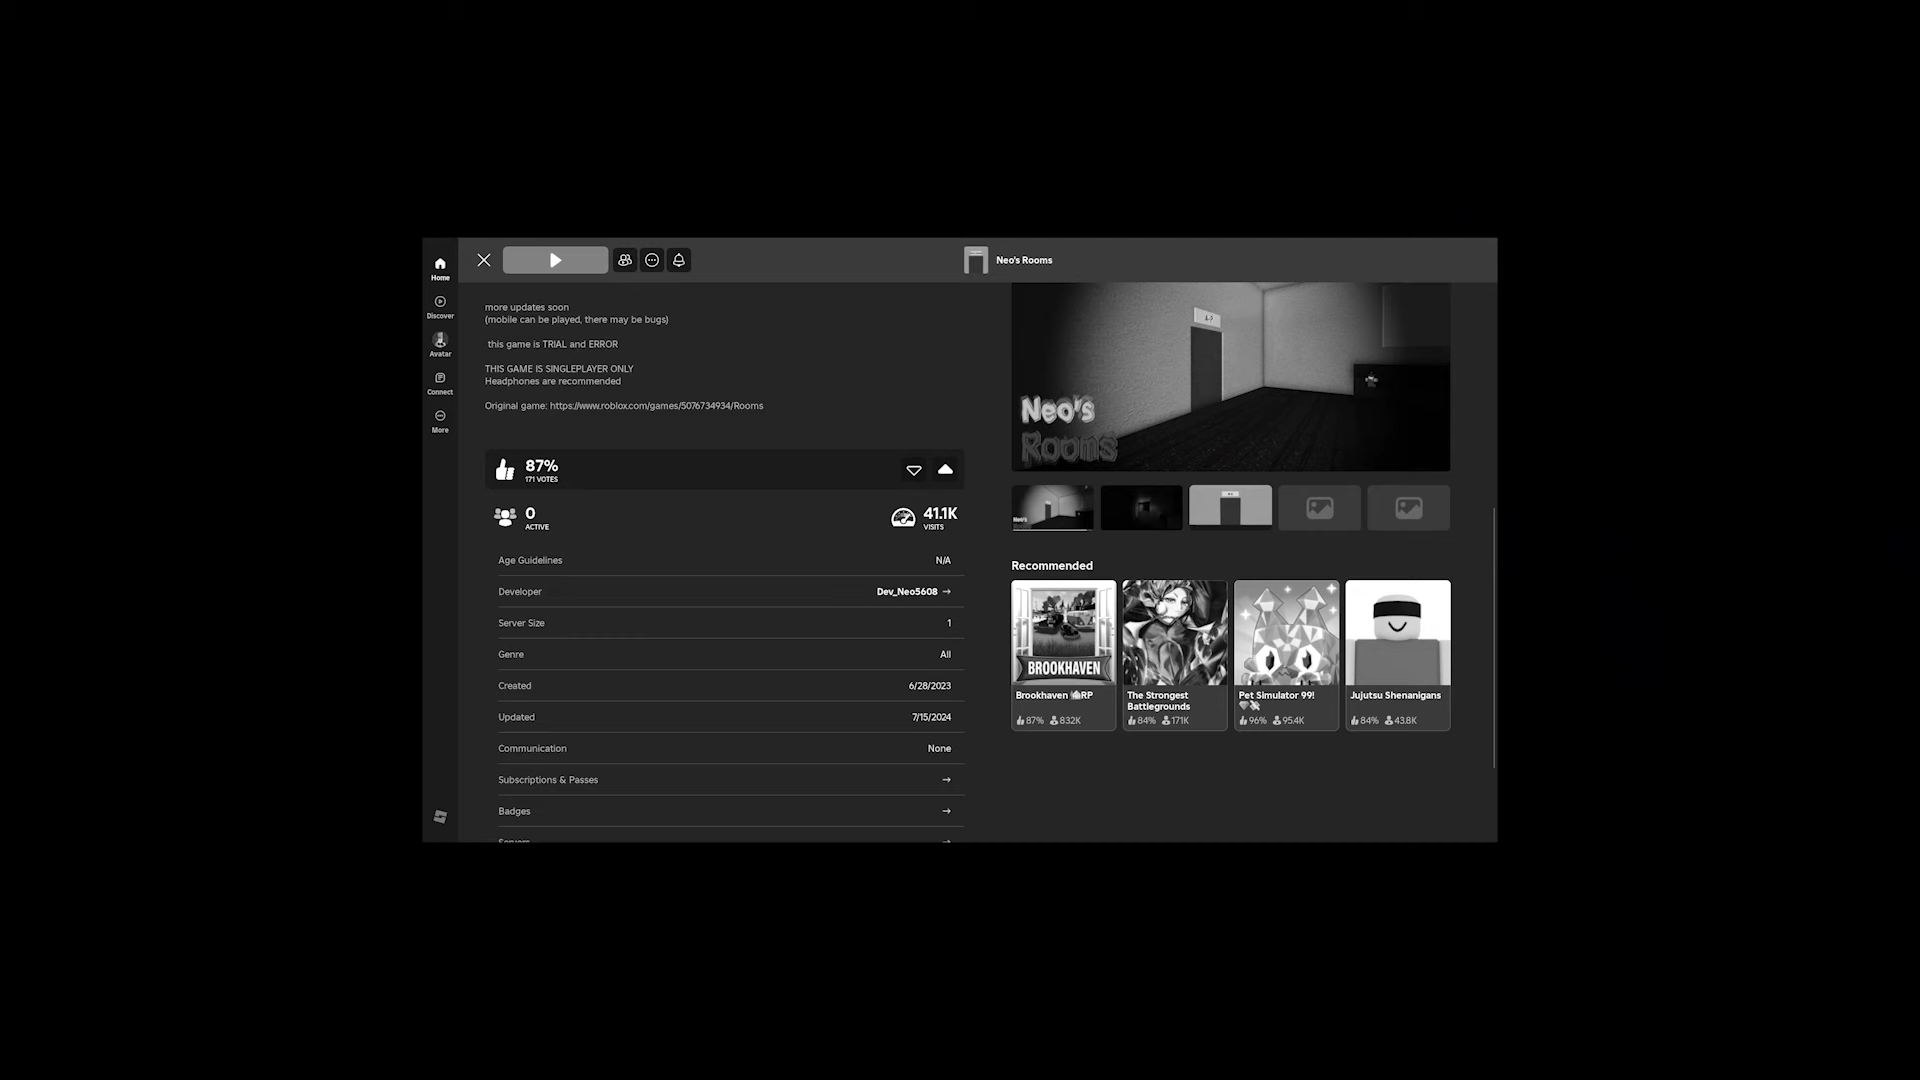 Home
Discover
Avatar
Connect
More
Neo's Rooms
more updates soon
(mobile can be played, there may be bugs)
this game is TRIAL and ERROR
THIS GAME IS SINGLEPLAYER ONLY
Headphones are recommended
Original game: https://www.roblox.com/games/5076734934/Rooms
87%
171 VOTES
0
ACTIVE
41.1K
VISITS
Age Guidelines N/A
Developer Dev_Neo5608 →
Server Size 1
Genre All
Created 6/28/2023
Updated 7/15/2024
Communication None
Subscriptions & Passes →
Badges →
Servers →
Neo's
Rooms
Recommended
BROOKHAVEN
Brookhaven 🏡RP
87% 832K
The Strongest
Battlegrounds
84% 171K
Pet Simulator 99!
96% 95.4K
Jujutsu Shenanigans
84% 43.8K